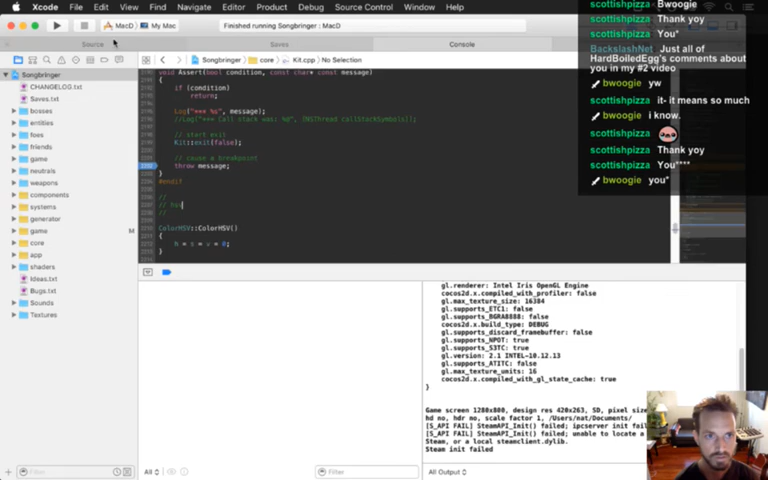 Xcode File Edit View Find Navigate Editor Product Debug Source Control Window Help
MacD My Mac
Finished running Songbringer : MacD
Source Saves Console
Songbringer core Kit.cpp No Selection
Songbringer
CHANGELOG.txt
Saves.txt
bosses
entities
foes
friends
game
neutrals
weapons
components
systems
generator
game M
core
app
shaders
Ideas.txt
Bugs.txt
Sounds
Textures
void Assert(bool condition, const char* const message)
{
if (condition)
return;
Log("*** %s", message);
//Log("*** Call stack was: %@", [NSThread callStackSymbols]);
// start exit
Kit::exit(false);
// cause a breakpoint
throw message;
}
#endif
//
// hsv
//
ColorHSV::ColorHSV()
{
h = s = v = 0;
}
Bwoogie
scottishpizza Thank yoy
scottishpizza You*
BackslashNet Just all of
HardBoiledEgg's comments about
you in my #2 video
bwoogie yw
scottishpizza it- it means so much
bwoogie i know.
scottishpizza
scottishpizza Thank yoy
scottishpizza You****
bwoogie you*
gl.renderer: Intel Iris OpenGL Engine
cocos2d.x.compiled_with_profiler: false
gl.max_texture_size: 16384
gl.supports_ETC1: false
gl.supports_BGRA8888: false
cocos2d.x.build_type: DEBUG
gl.supports_discard_framebuffer: false
gl.supports_NPOT: true
gl.supports_S3TC: true
gl.version: 2.1 INTEL-10.12.13
gl.supports_ATITC: false
gl.max_texture_units: 16
cocos2d.x.compiled_with_gl_state_cache: true
}
Game screen 1280x800, design res 420x263, SD, pixel size
hd no, hdr no, scale factor 1, /Users/nat/Documents/
[S_API FAIL] SteamAPI_Init() failed; ipcserver init fail
[S_API FAIL] SteamAPI_Init() failed; unable to locate a
Steam, or a local steamclient.dylib.
Steam init failed
Filter
All
Filter
All Output